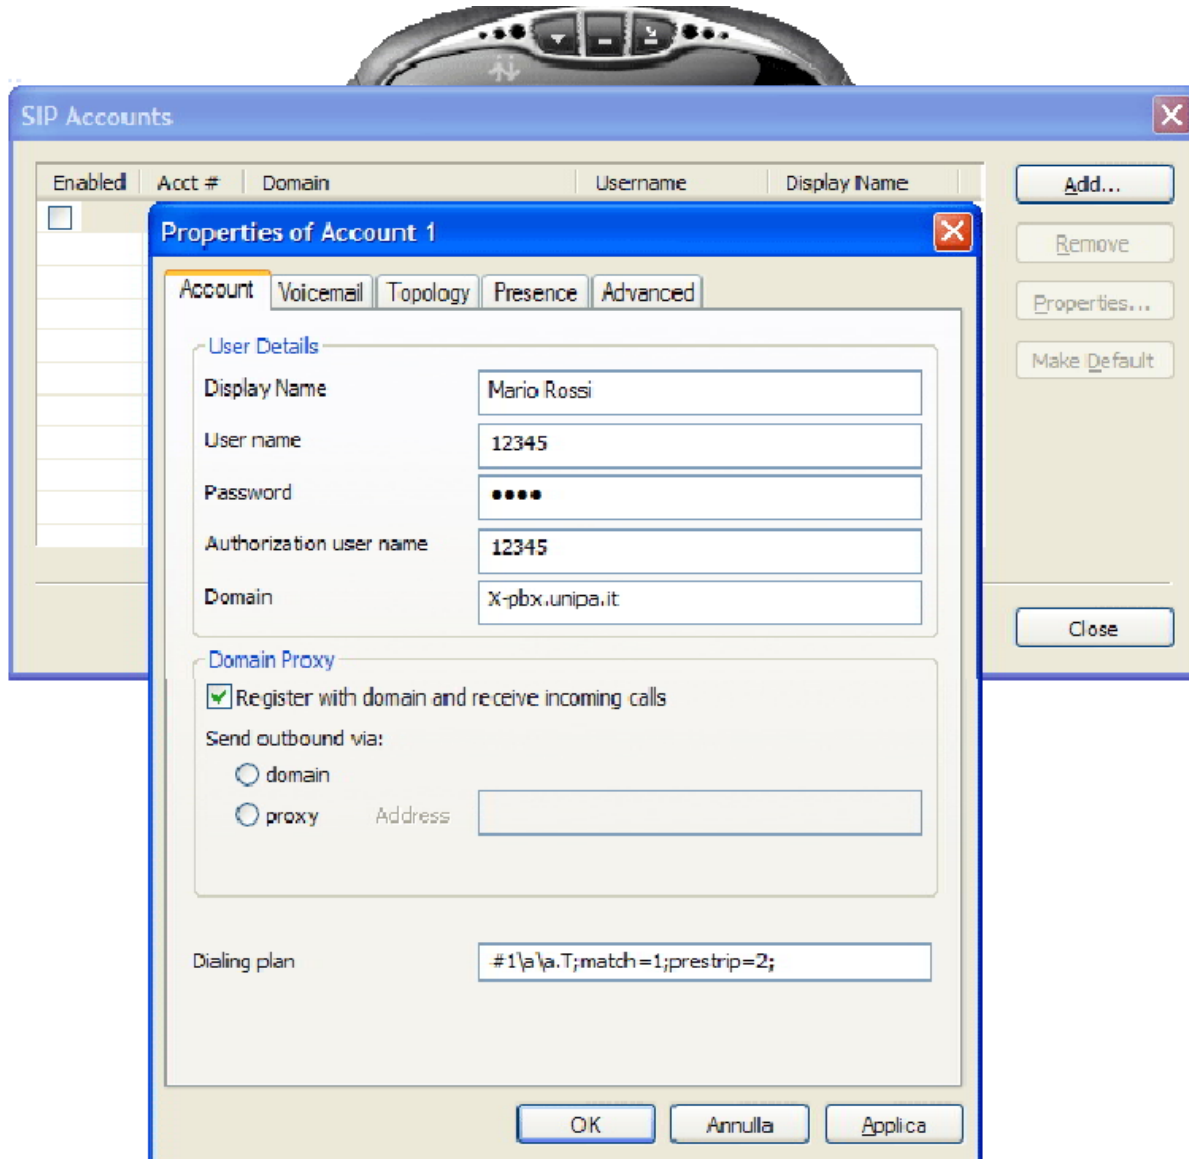 SIP Accounts
Enabled Acct # Domain Username Display Name
Add...
Properties of Account 1
Remove
Account Voicemail Topology Presence Advanced
Properties...
User Details
Make Default
Display Name Mario Rossi
User name 12345
Password ••••
Authorization user name 12345
Domain X-pbx.unipa.it
Close
Domain Proxy
Register with domain and receive incoming calls
Send outbound via:
domain
proxy Address
Dialing plan #1\a\a.T;match=1;prestrip=2;
OK Annulla Applica